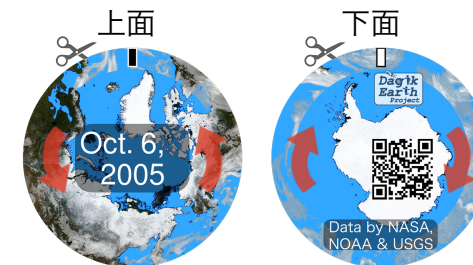 上面
下面
Oct. 6,
2005
Dagik
Earth
Project
Data by NASA,
NOAA & USGS